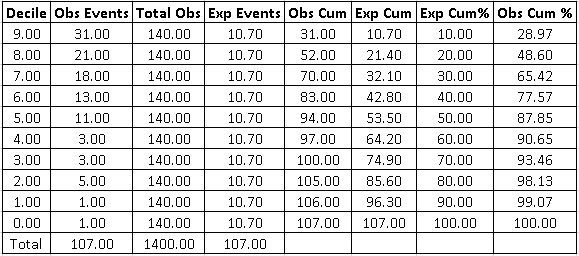 Decile Obs Events Total Obs Exp Events Obs Cum Exp Cum Exp Cum% Obs Cum %
9.00 31.00 140.00 10.70 31.00 10.70 10.00 28.97
8.00 21.00 140.00 10.70 52.00 21.40 20.00 48.60
7.00 18.00 140.00 10.70 70.00 32.10 30.00 65.42
6.00 13.00 140.00 10.70 83.00 42.80 40.00 77.57
5.00 11.00 140.00 10.70 94.00 53.50 50.00 87.85
4.00 3.00 140.00 10.70 97.00 64.20 60.00 90.65
3.00 3.00 140.00 10.70 100.00 74.90 70.00 93.46
2.00 5.00 140.00 10.70 105.00 85.60 80.00 98.13
1.00 1.00 140.00 10.70 106.00 96.30 90.00 99.07
0.00 1.00 140.00 10.70 107.00 107.00 100.00 100.00
Total 107.00 1400.00 107.00